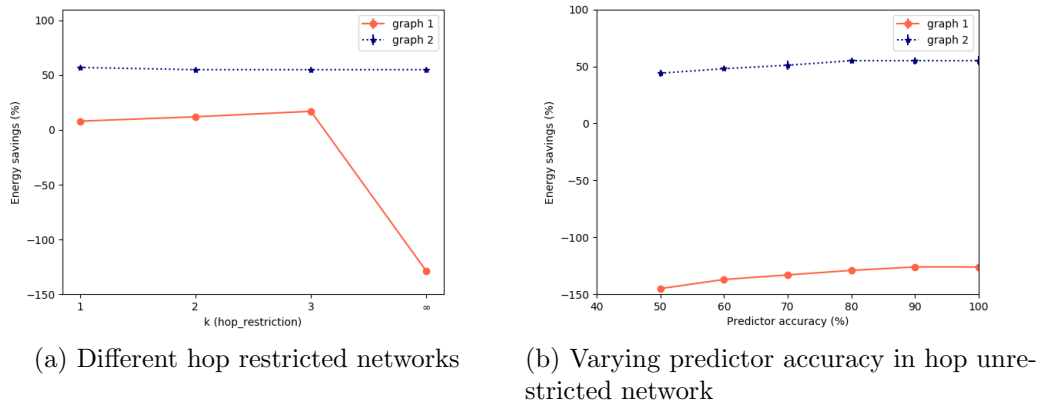 100
50
0
−50
−100
−150
Energy savings (%)
1
2
3
∞
k (hop_restriction)
graph 1
graph 2
(a) Different hop restricted networks
100
50
0
−50
−100
−150
Energy savings (%)
40
50
60
70
80
90
100
Predictor accuracy (%)
graph 1
graph 2
(b) Varying predictor accuracy in hop unre-
stricted network